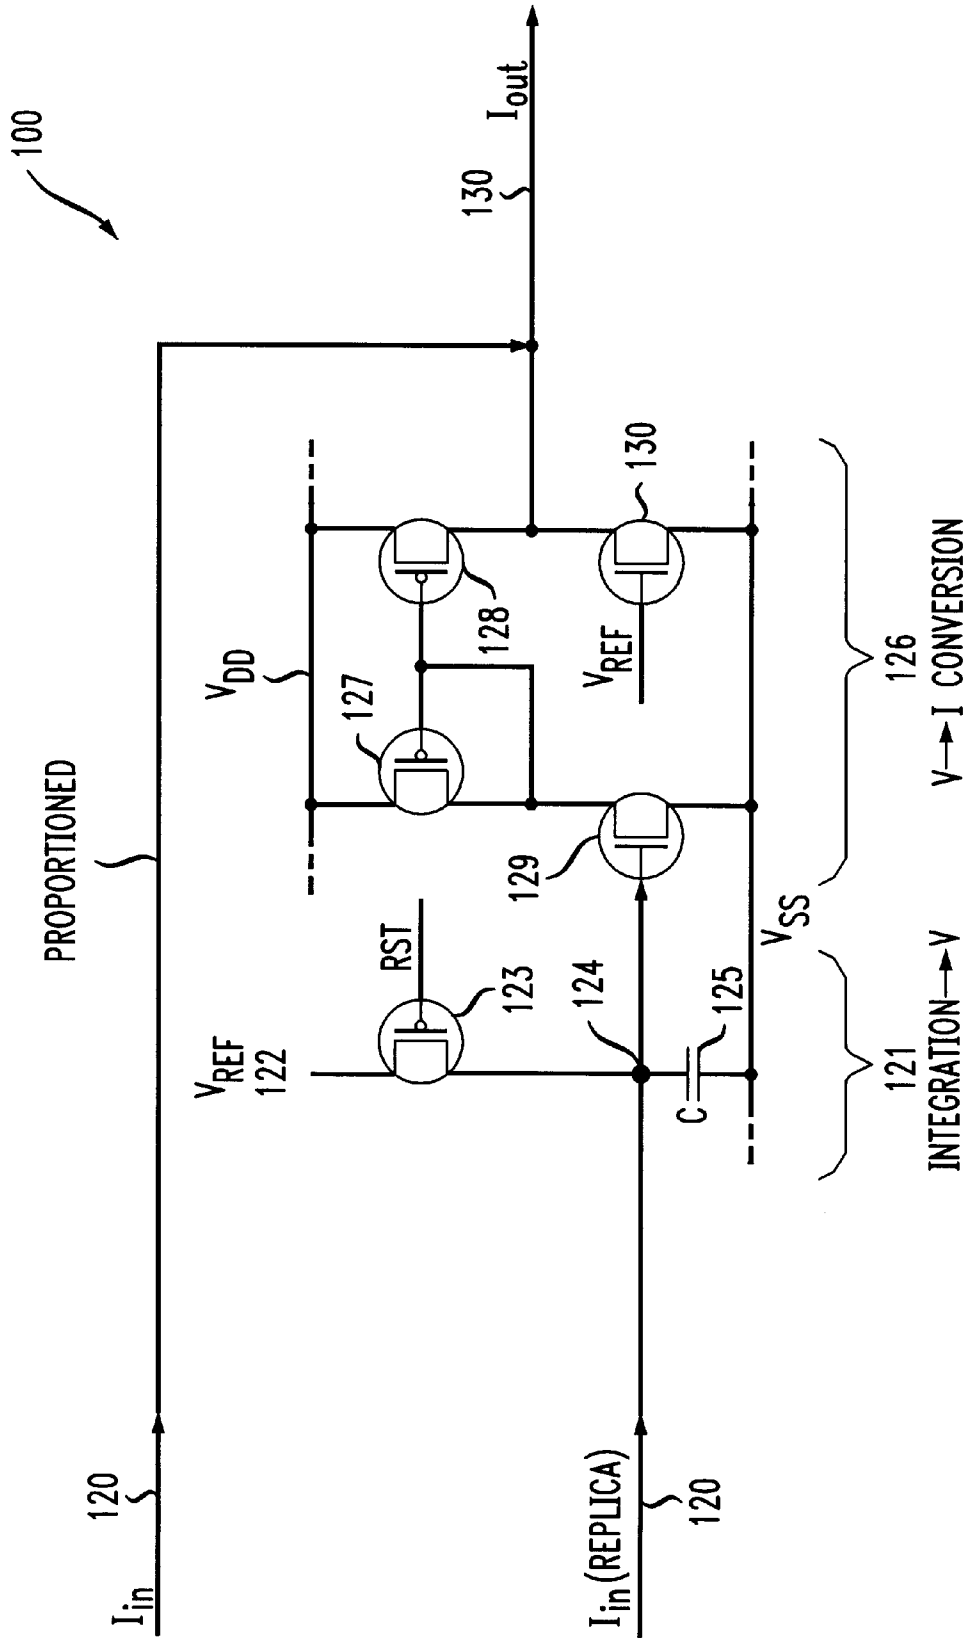 100
PROPORTIONED
I_in
120
I_out
130
V_DD
V_REF
122
RST
123
127
128
124
129
V_REF
130
I_in (REPLICA)
120
C
125
V_SS
121
INTEGRATION→V
126
V→I CONVERSION